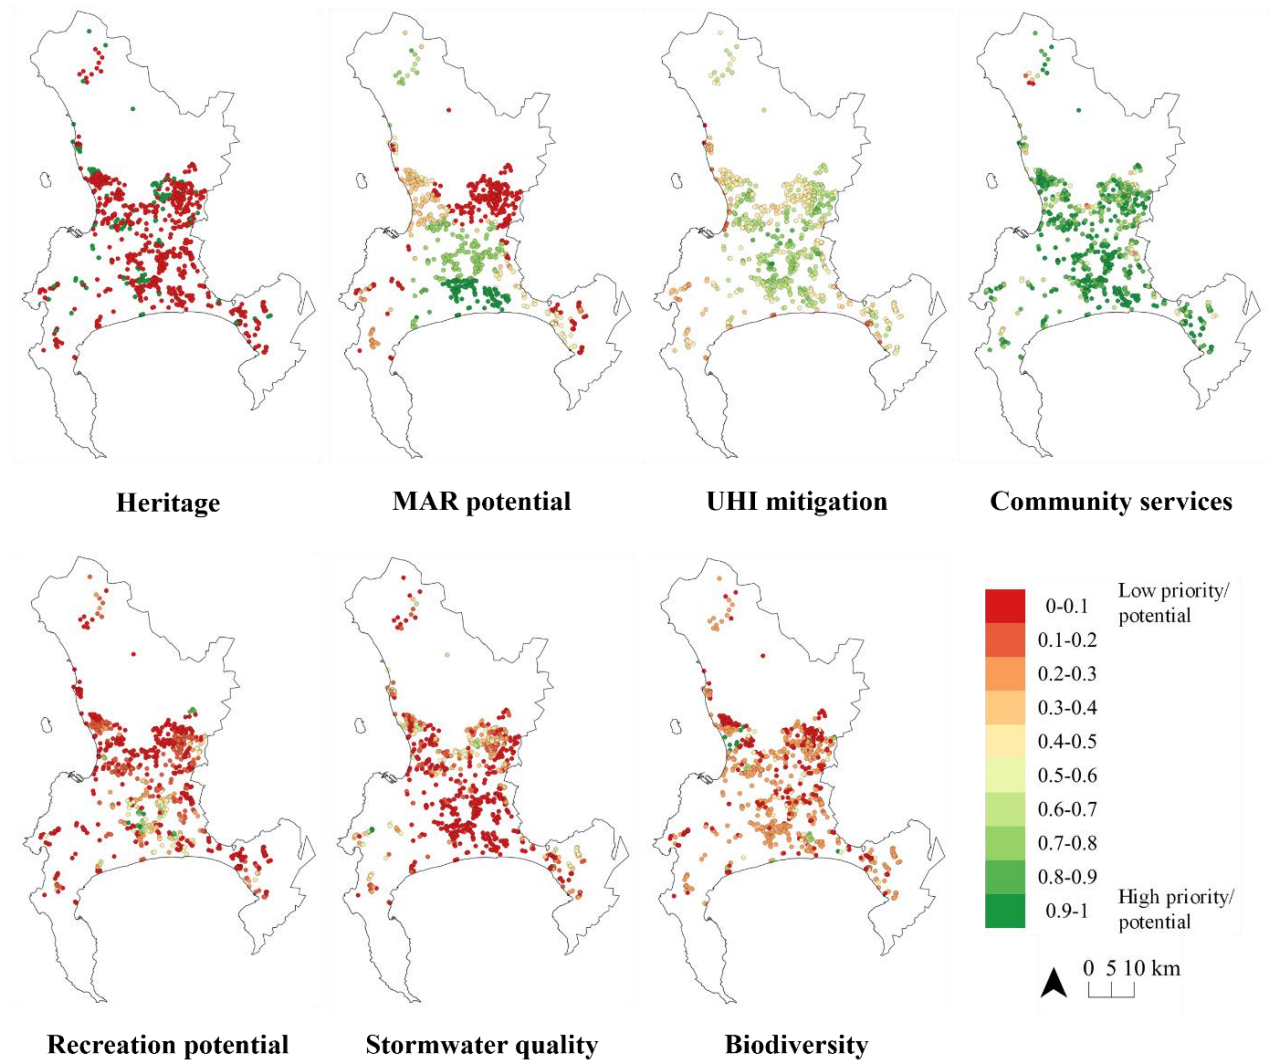 Heritage
MAR potential
UHI mitigation
Community services
0-0.1
Low priority/
potential
0.1-0.2
0.2-0.3
0.3-0.4
0.4-0.5
0.5-0.6
0.6-0.7
0.7-0.8
0.8-0.9
0.9-1
High priority/
potential
0 5 10 km
Recreation potential
Stormwater quality
Biodiversity